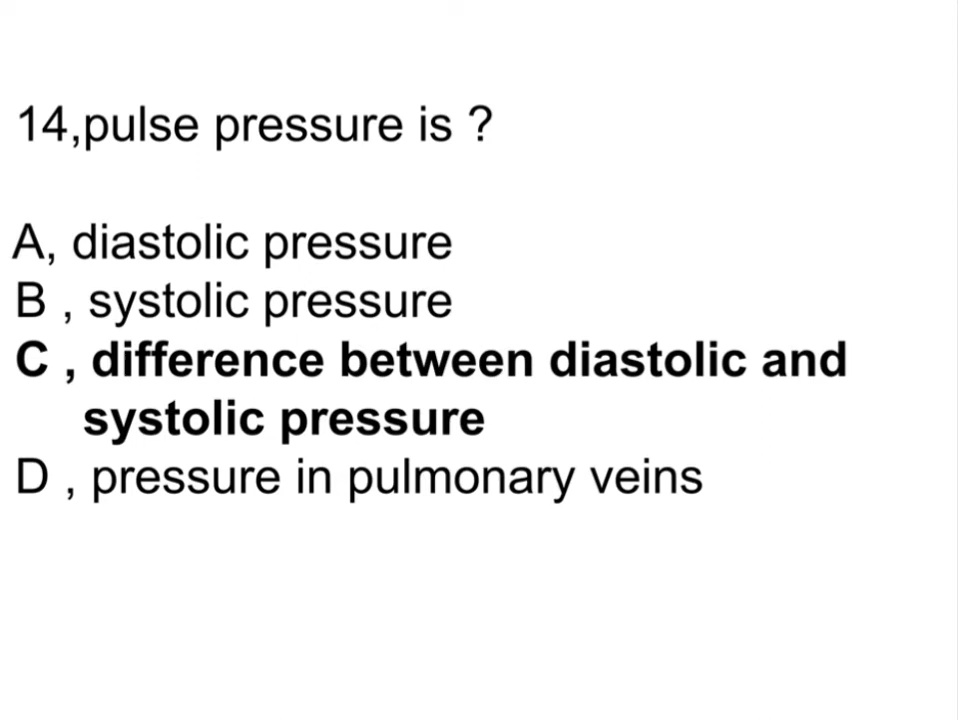 14,pulse pressure is ?
A, diastolic pressure
B , systolic pressure
C , difference between diastolic and
systolic pressure
D , pressure in pulmonary veins